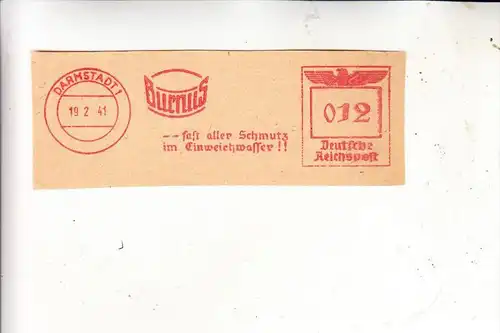 DARMSTADT 1
19.2.41
Burnus
-- fast aller Schmutz
im Einweichwasser!!
012
Deutsche
Reichspost